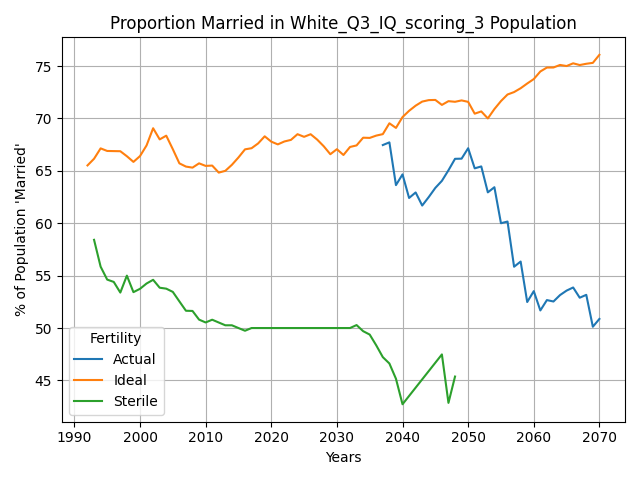 Proportion Married in White_Q3_IQ_scoring_3 Population
% of Population 'Married'
75
70
65
60
55
50
45
Fertility
Actual
Ideal
Sterile
1990 2000 2010 2020 2030 2040 2050 2060 2070
Years